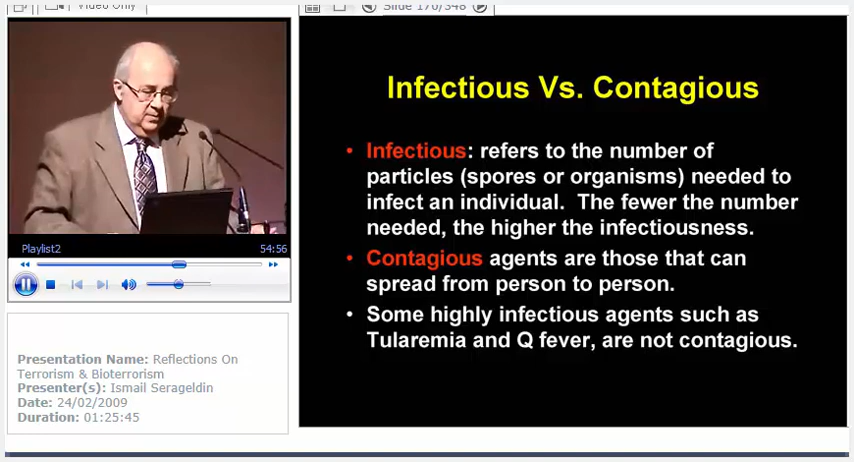 Video Only
Slide 170/348
Infectious Vs. Contagious
• Infectious: refers to the number of
particles (spores or organisms) needed to
infect an individual. The fewer the number
needed, the higher the infectiousness.
• Contagious agents are those that can
spread from person to person.
• Some highly infectious agents such as
Tularemia and Q fever, are not contagious.
Playlist2 54:56
Presentation Name: Reflections On
Terrorism & Bioterrorism
Presenter(s): Ismail Serageldin
Date: 24/02/2009
Duration: 01:25:45